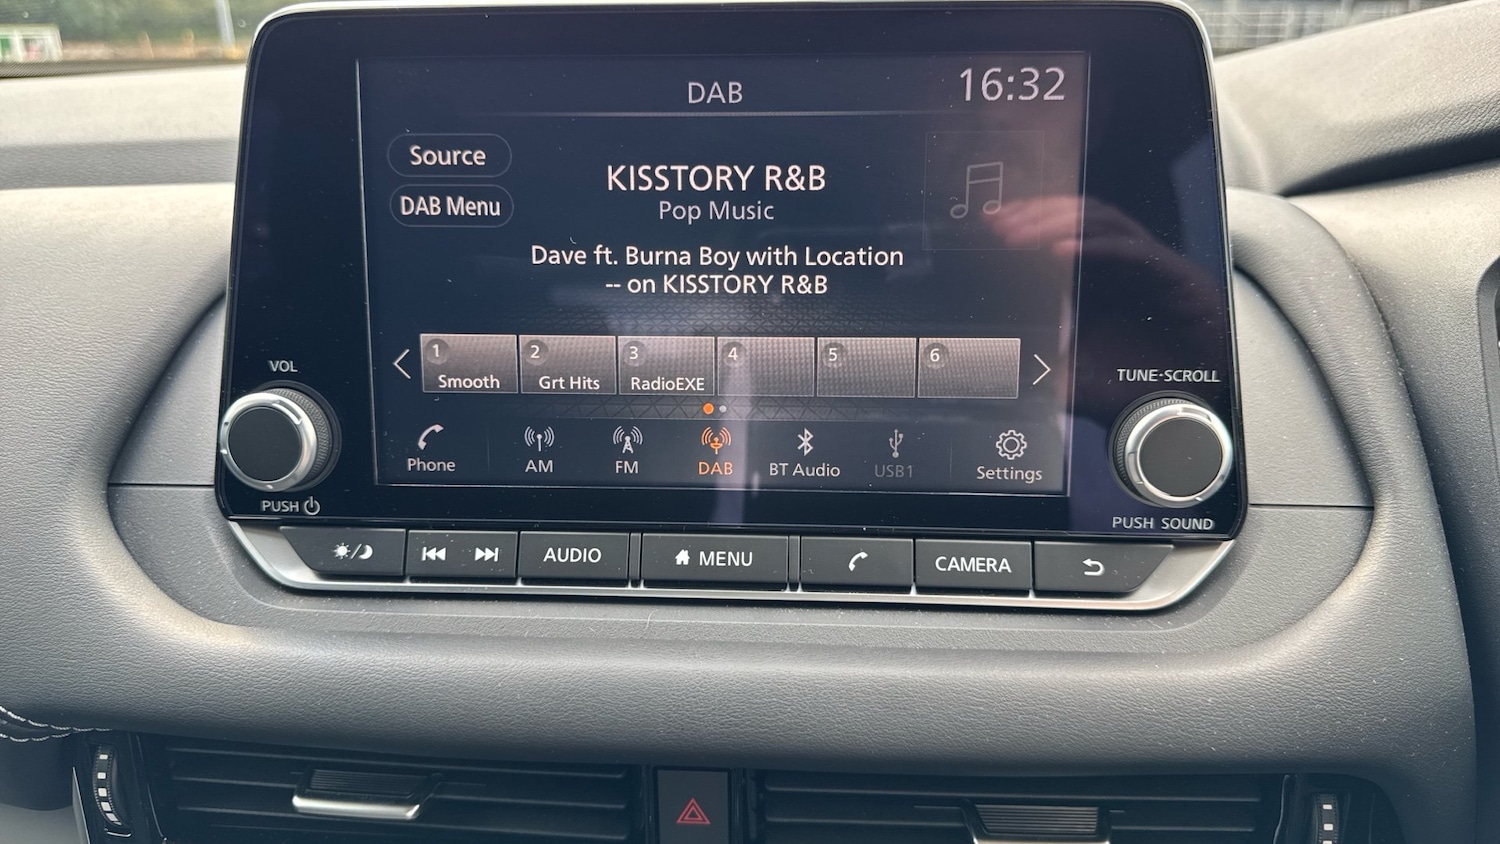 DAB
16:32
Source
DAB Menu
KISSTORY R&B
Pop Music
Dave ft. Burna Boy with Location
-- on KISSTORY R&B
1
Smooth
2
Grt Hits
3
RadioEXE
4
5
6
VOL
PUSH
TUNE·SCROLL
PUSH SOUND
Phone
AM
FM
DAB
BT Audio
USB1
Settings
AUDIO
MENU
CAMERA